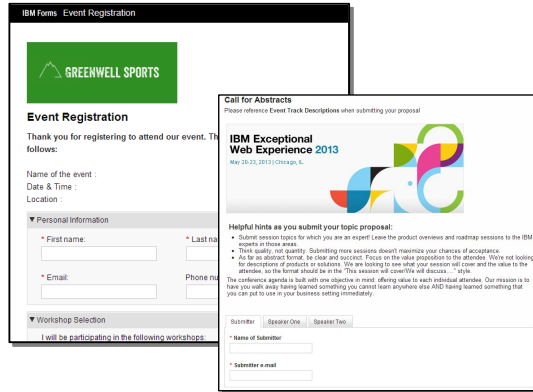 IBM Forms Event Registration
GREENWELL SPORTS
Event Registration
Thank you for registering to attend our event. Th
follows:
Name of the event :
Date & Time :
Location :
▼ Personal Information
* First name:
* Last na
* Email:
Phone nu
▼ Workshop Selection
I will be participating in the following workshops:
Call for Abstracts
Please reference Event Track Descriptions when submitting your proposal
IBM Exceptional
Web Experience 2013
May 20-23, 2013 | Chicago, IL
Helpful hints as you submit your topic proposal:
• Submit session topics for which you are an expert! Leave the product overviews and roadmap sessions to the IBM
experts in those areas.
• Think quality, not quantity. Submitting more sessions doesn't maximize your chances of acceptance.
• As far as abstract format, be clear and succinct. Focus on the value proposition to the attendee. We're not looking
for descriptions of products or solutions. We are looking to see what your session will cover and the value to the
attendee, so the format should be in the "This session will cover/We will discuss...." style.
The conference agenda is built with one objective in mind: offering value to each individual attendee. Our mission is to
have you walk away having learned something you cannot learn anywhere else AND having learned something that
you can put to use in your business setting immediately.
Submitter Speaker One Speaker Two
* Name of Submitter
* Submitter e-mail